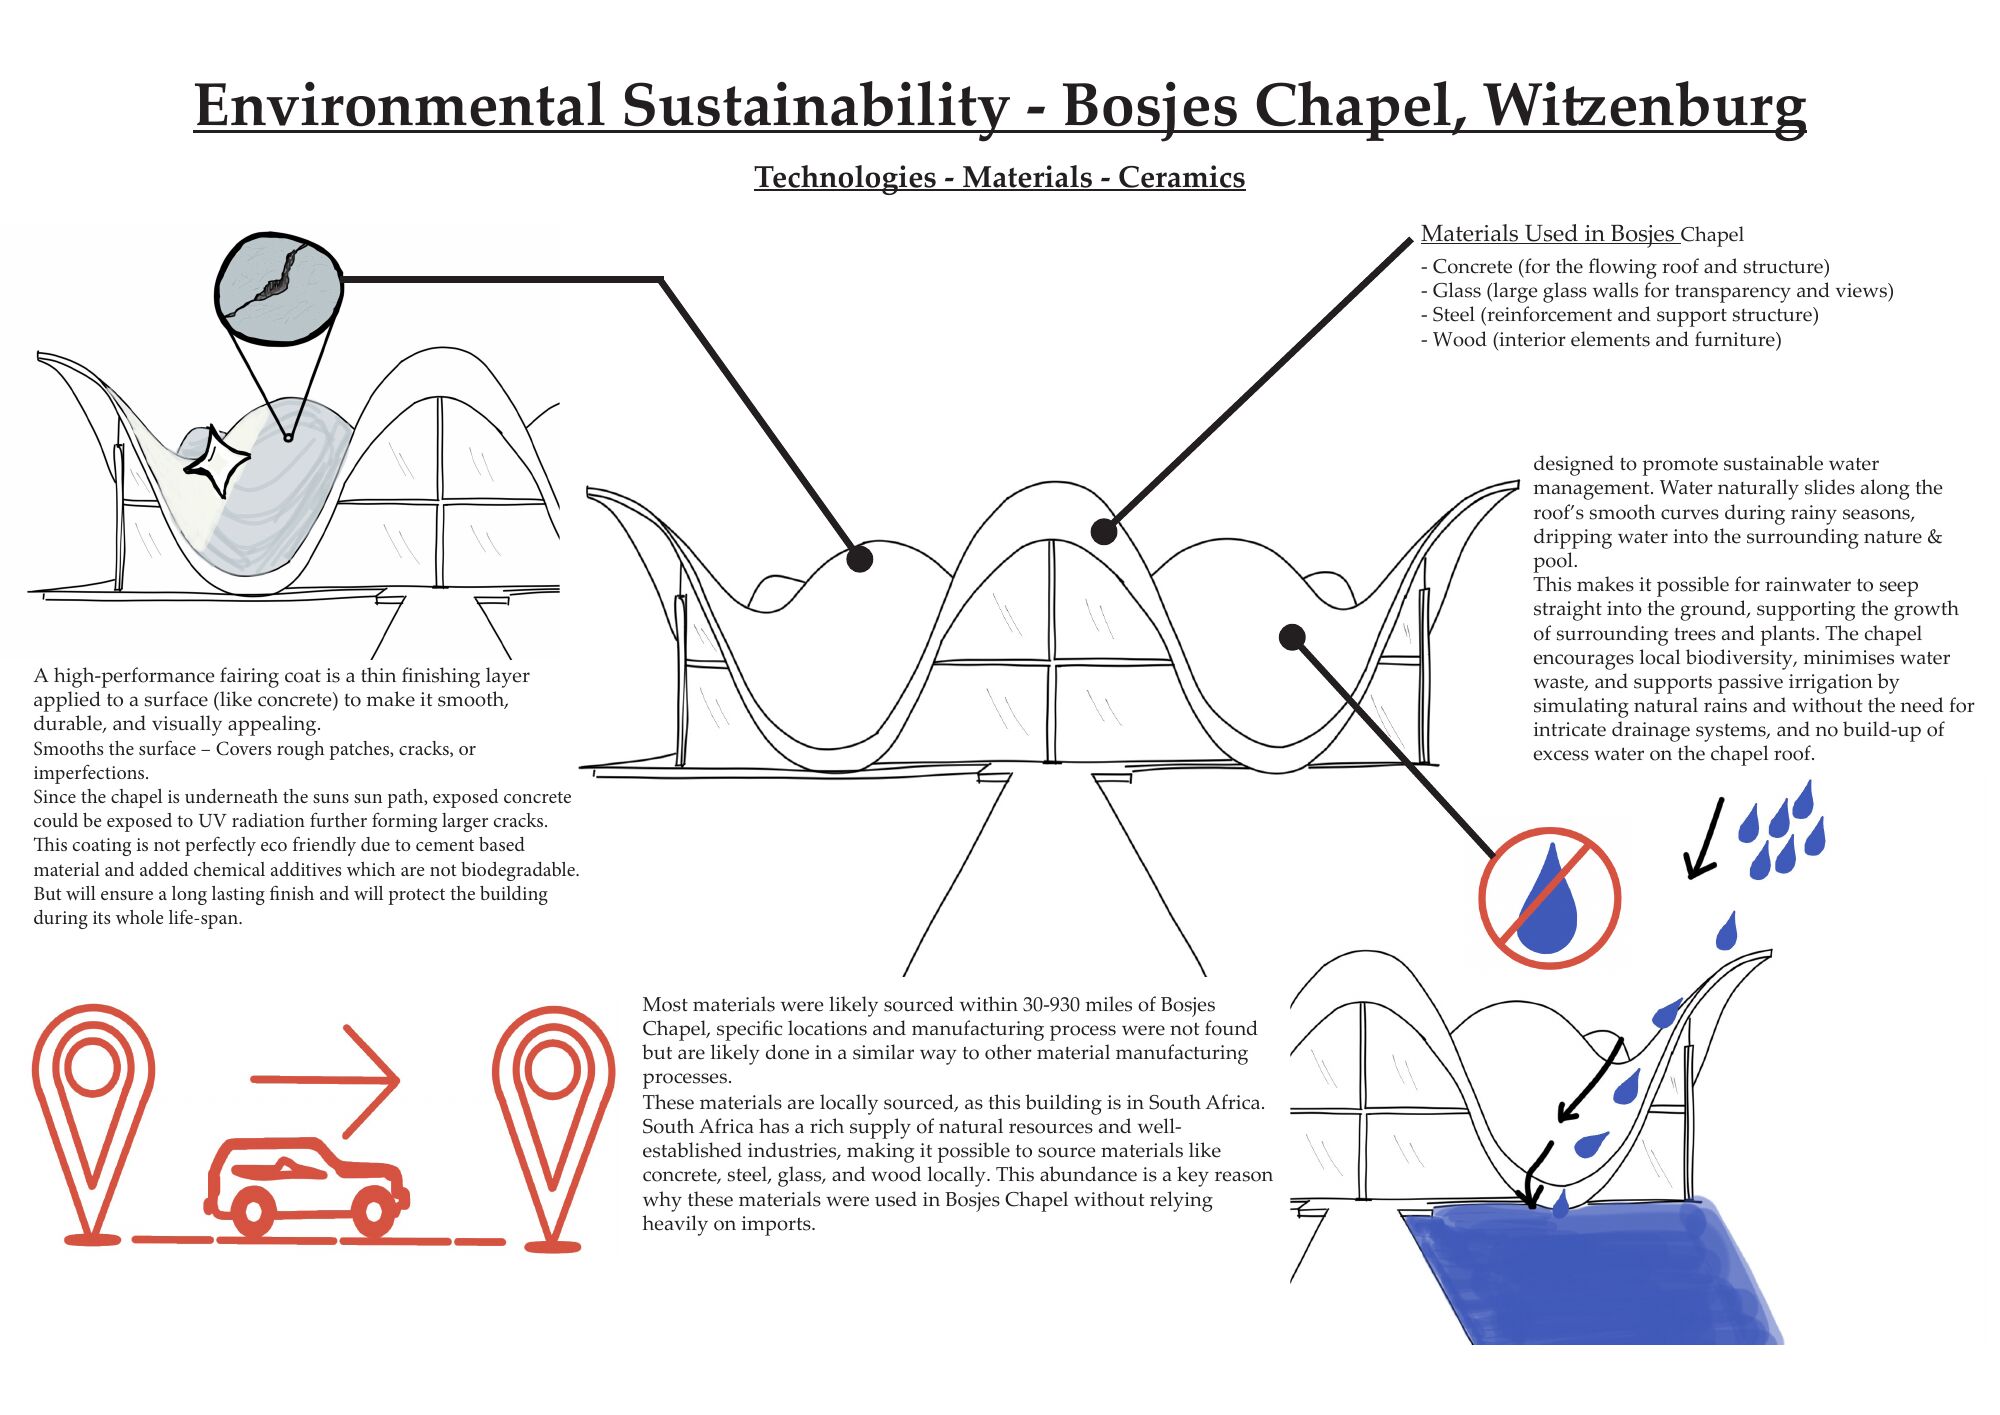 Environmental Sustainability - Bosjes Chapel, Witzenburg
Technologies - Materials - Ceramics
Materials Used in Bosjes Chapel
- Concrete (for the flowing roof and structure)
- Glass (large glass walls for transparency and views)
- Steel (reinforcement and support structure)
- Wood (interior elements and furniture)
designed to promote sustainable water
management. Water naturally slides along the
roof's smooth curves during rainy seasons,
dripping water into the surrounding nature &
pool.
This makes it possible for rainwater to seep
straight into the ground, supporting the growth
of surrounding trees and plants. The chapel
encourages local biodiversity, minimises water
waste, and supports passive irrigation by
simulating natural rains and without the need for
intricate drainage systems, and no build-up of
excess water on the chapel roof.
A high-performance fairing coat is a thin finishing layer
applied to a surface (like concrete) to make it smooth,
durable, and visually appealing.
Smooths the surface – Covers rough patches, cracks, or
imperfections.
Since the chapel is underneath the suns sun path, exposed concrete
could be exposed to UV radiation further forming larger cracks.
This coating is not perfectly eco friendly due to cement based
material and added chemical additives which are not biodegradable.
But will ensure a long lasting finish and will protect the building
during its whole life-span.
Most materials were likely sourced within 30-930 miles of Bosjes
Chapel, specific locations and manufacturing process were not found
but are likely done in a similar way to other material manufacturing
processes.
These materials are locally sourced, as this building is in South Africa.
South Africa has a rich supply of natural resources and well-
established industries, making it possible to source materials like
concrete, steel, glass, and wood locally. This abundance is a key reason
why these materials were used in Bosjes Chapel without relying
heavily on imports.